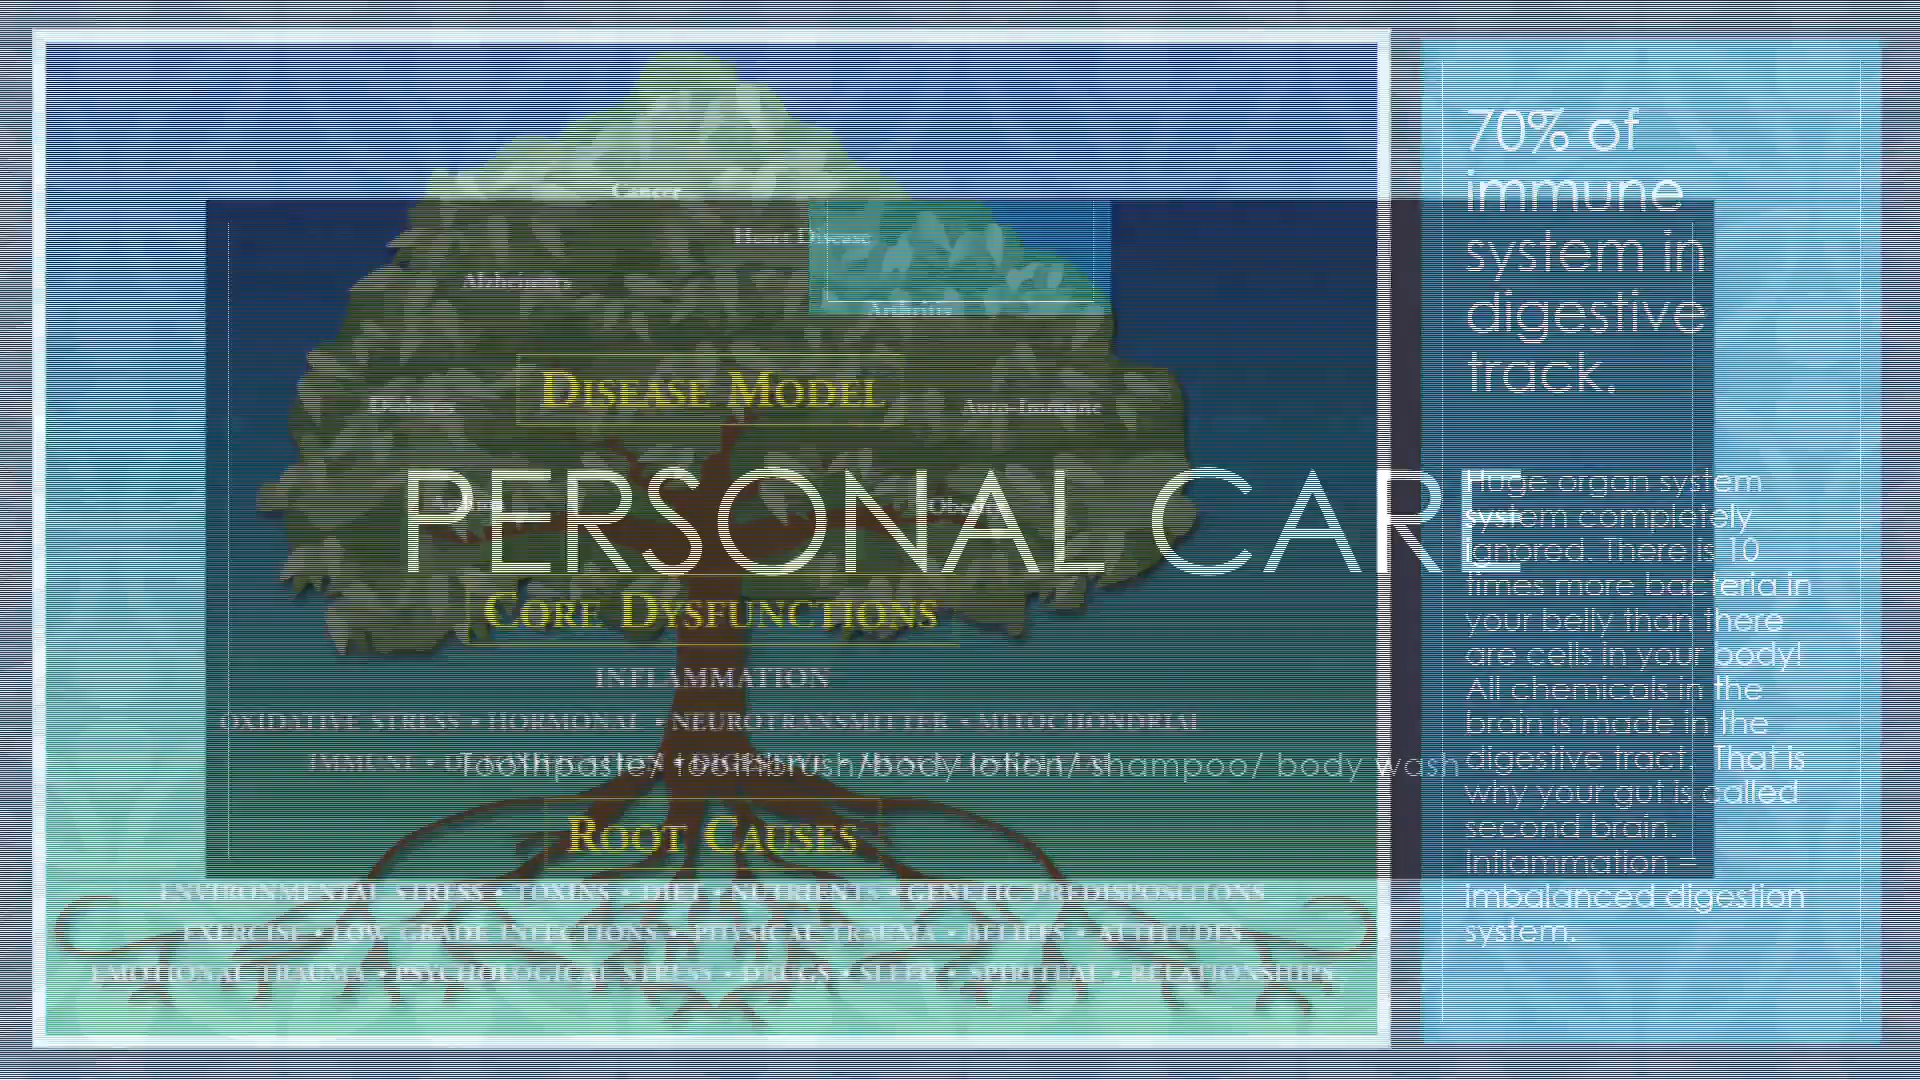 Cancer
Heart Disease
Alzheimers
Arthritis
DISEASE MODEL
Diabetes
Auto-Immune
PERSONAL CARE
CORE DYSFUNCTIONS
INFLAMMATION
OXIDATIVE STRESS • HORMONAL • NEUROTRANSMITTER • MITOCHONDRIAL
IMMUNE •
Toothpaste/ toothbrush/body lotion/ shampoo/ body wash
ROOT CAUSES
ENVIRONMENTAL STRESS • TOXINS • DIET • NUTRIENTS • GENETIC PREDISPOSITIONS
EXERCISE • LOW GRADE INFECTIONS • PHYSICAL TRAUMA • BELIEFS • ATTITUDES
EMOTIONAL TRAUMA • PSYCHOLOGICAL STRESS • DRUGS • SLEEP • SPIRITUAL • RELATIONSHIPS
70% of
immune
system in
digestive
track.
Huge organ system
system completely
ignored. There is 10
times more bacteria in
your belly than there
are cells in your body!
All chemicals in the
brain is made in the
digestive tract. That is
why your gut is called
second brain.
Inflammation =
imbalanced digestion
system.